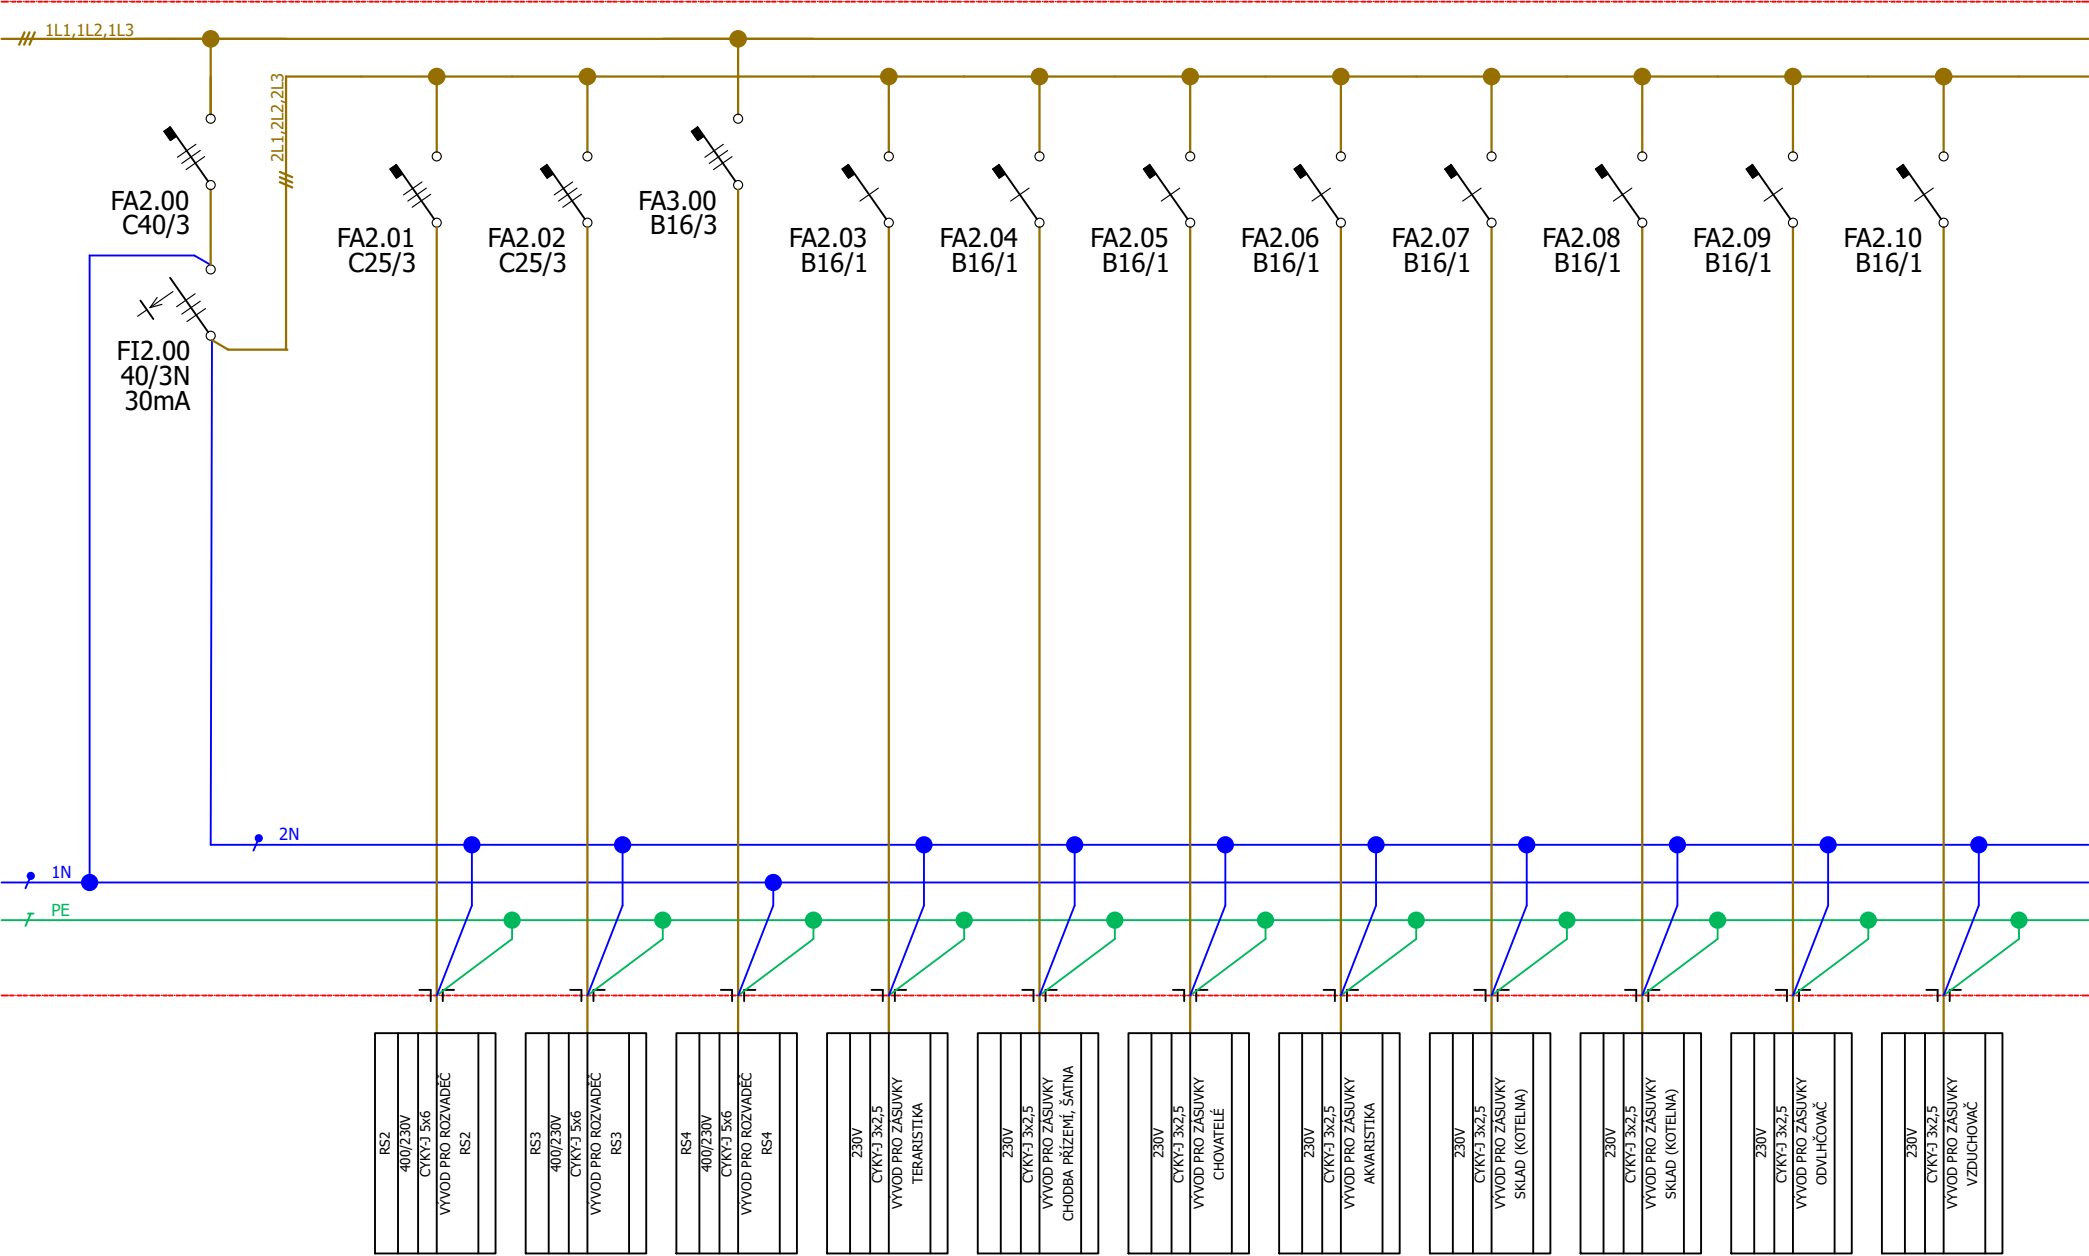 1L1,1L2,1L3
2L1,2L2,2L3
FA2.00
C40/3
FI2.00
40/3N
30mA
FA2.01
C25/3
FA2.02
C25/3
FA3.00
B16/3
FA2.03
B16/1
FA2.04
B16/1
FA2.05
B16/1
FA2.06
B16/1
FA2.07
B16/1
FA2.08
B16/1
FA2.09
B16/1
FA2.10
B16/1
2N
1N
PE
RS2
400/230V
CYKY-J 5x6
VÝVOD PRO ROZVADĚČ
RS2
RS3
400/230V
CYKY-J 5x6
VÝVOD PRO ROZVADĚČ
RS3
RS4
400/230V
CYKY-J 5x6
VÝVOD PRO ROZVADĚČ
RS4
230V
CYKY-J 3x2,5
VÝVOD PRO ZÁSUVKY
TERARISTIKA
230V
CYKY-J 3x2,5
VÝVOD PRO ZÁSUVKY
CHODBA PŘÍZEMÍ, ŠATNA
230V
CYKY-J 3x2,5
VÝVOD PRO ZÁSUVKY
CHOVATELÉ
230V
CYKY-J 3x2,5
VÝVOD PRO ZÁSUVKY
AKVARISTIKA
230V
CYKY-J 3x2,5
VÝVOD PRO ZÁSUVKY
SKLAD (KOTELNA)
230V
CYKY-J 3x2,5
VÝVOD PRO ZÁSUVKY
SKLAD (KOTELNA)
230V
CYKY-J 3x2,5
VÝVOD PRO ZÁSUVKY
ODVLHČOVAČ
230V
CYKY-J 3x2,5
VÝVOD PRO ZÁSUVKY
VZDUCHOVAČ